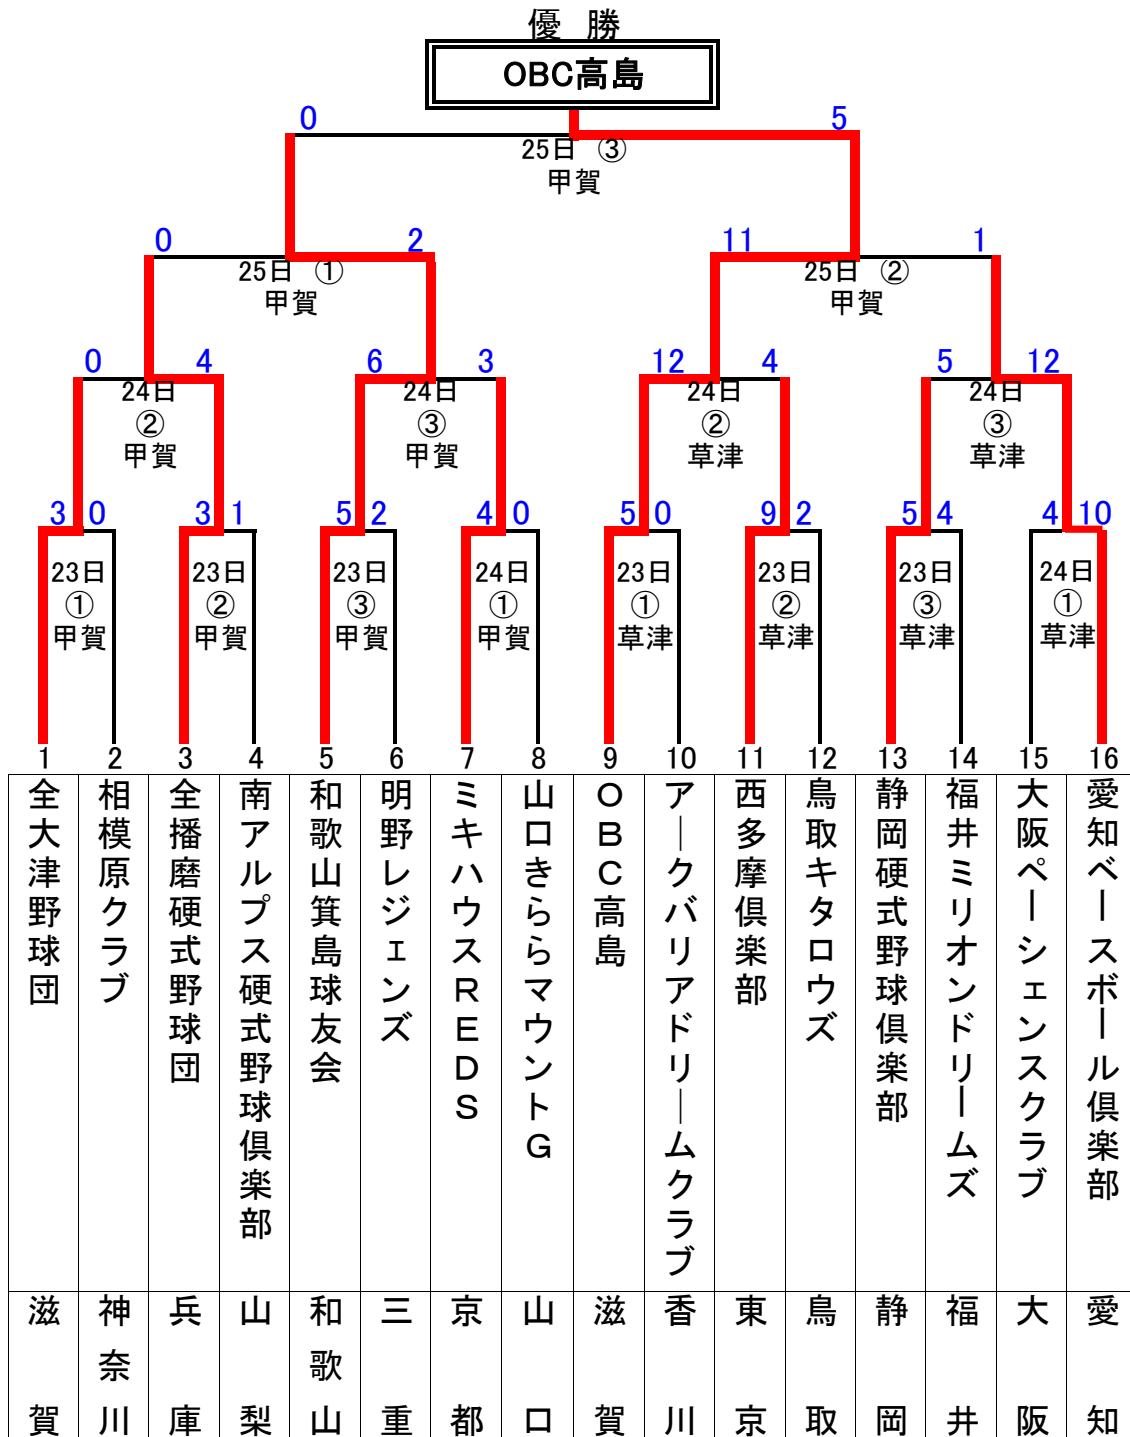 優 勝
OBC高島
0 5
25日 ③
甲賀
0 2 11 1
25日 ① 25日 ②
甲賀 甲賀
0 4 6 3 12 4 5 12
24日 24日 24日 24日
② ③ ② ③
甲賀 甲賀 草津 草津
3 0 3 1 5 2 4 0 5 0 9 2 5 4 4 10
23日 23日 23日 24日 23日 23日 23日 24日
① ② ③ ① ① ② ③ ①
甲賀 甲賀 甲賀 甲賀 草津 草津 草津 草津
1 2 3 4 5 6 7 8 9 10 11 12 13 14 15 16
全大津野球団
相模原クラブ
全播磨硬式野球団
南アルプス硬式野球倶楽部
和歌山箕島球友会
明野レジェンズ
ミキハウスREDS
山口きららマウントG
OBC高島
アークバリアドリームクラブ
西多摩倶楽部
鳥取キタロウズ
静岡硬式野球倶楽部
福井ミリオンドリームズ
大阪ペーシェンスクラブ
愛知ベースボール倶楽部
滋賀
神奈川
兵庫
山梨
和歌山
三重
京都
山口
滋賀
香川
東京
鳥取
静岡
福井
大阪
愛知